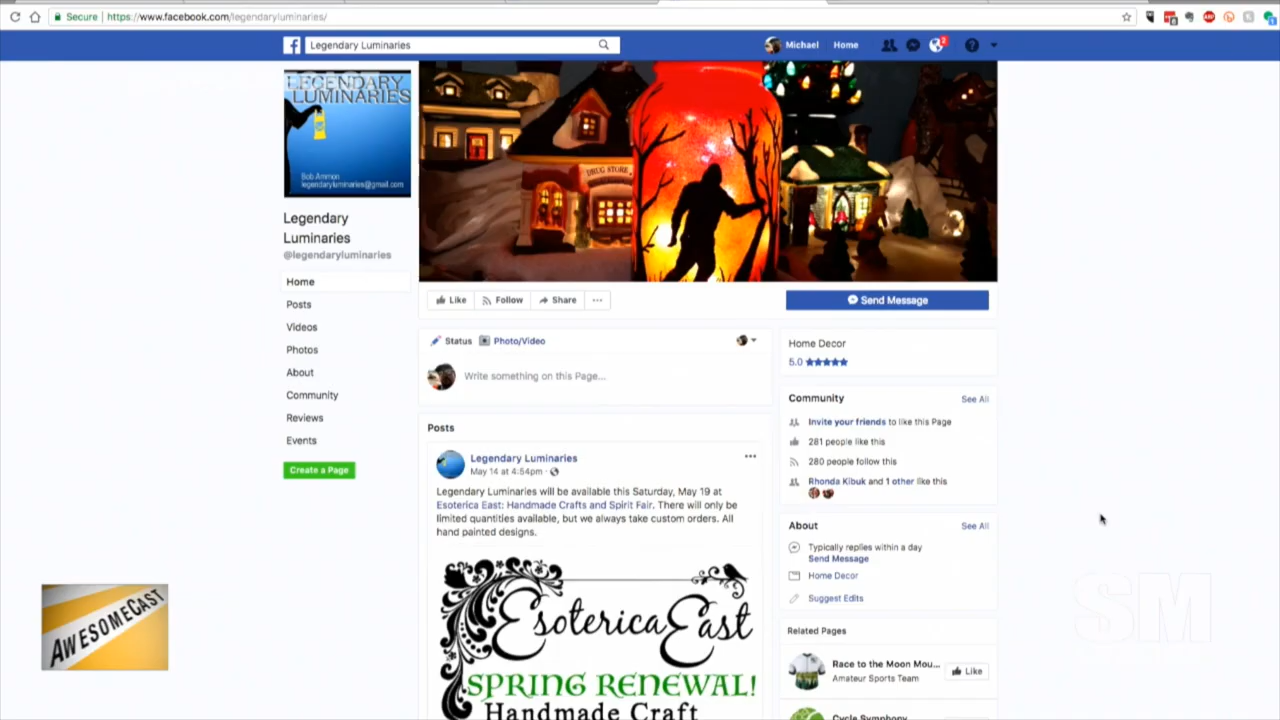 Secure https://www.facebook.com/legendaryluminaries/
Legendary Luminaries
Michael Home 2 ?
LEGENDARY
LUMINARIES
Bob Ammon
legendaryluminaries@gmail.com
DRUG STORE
Legendary
Luminaries
@legendaryluminaries
Home
Posts
Videos
Photos
About
Community
Reviews
Events
Create a Page
Like Follow Share ...
Send Message
Status Photo/Video
Write something on this Page...
Posts
Legendary Luminaries
May 14 at 4:54pm ·
Legendary Luminaries will be available this Saturday, May 19 at
Esoterica East: Handmade Crafts and Spirit Fair. There will only be
limited quantities available, but we always take custom orders. All
hand painted designs.
Esoterica East
SPRING RENEWAL!
Handmade Craft
Home Decor
5.0 ★★★★★
Community See All
Invite your friends to like this Page
281 people like this
280 people follow this
Rhonda Kibuk and 1 other like this
About See All
Typically replies within a day
Send Message
Home Decor
Suggest Edits
Related Pages
Race to the Moon Mou...
Amateur Sports Team
Like
Cycle Symphony
AWESOMECAST
SM